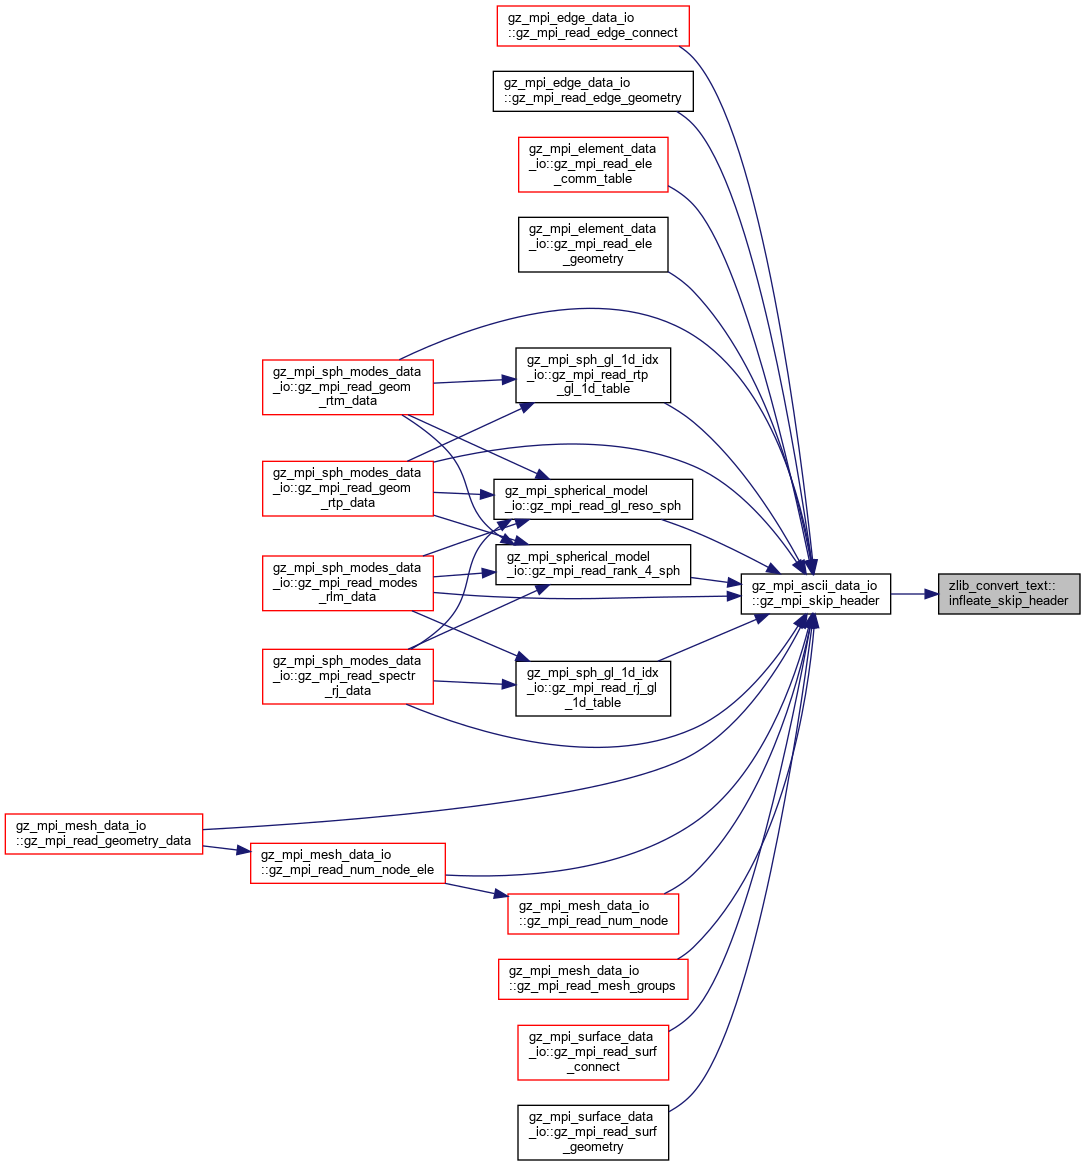 gz_mpi_edge_data_io
::gz_mpi_read_edge_connect
gz_mpi_edge_data_io
::gz_mpi_read_edge_geometry
gz_mpi_element_data
_io::gz_mpi_read_ele
_comm_table
gz_mpi_element_data
_io::gz_mpi_read_ele
_geometry
gz_mpi_sph_modes_data
_io::gz_mpi_read_geom
_rtm_data
gz_mpi_sph_gl_1d_idx
_io::gz_mpi_read_rtp
_gl_1d_table
gz_mpi_sph_modes_data
_io::gz_mpi_read_geom
_rtp_data
gz_mpi_spherical_model
_io::gz_mpi_read_gl_reso_sph
gz_mpi_sph_modes_data
_io::gz_mpi_read_modes
_rlm_data
gz_mpi_spherical_model
_io::gz_mpi_read_rank_4_sph
gz_mpi_ascii_data_io
::gz_mpi_skip_header
zlib_convert_text::
infleate_skip_header
gz_mpi_sph_modes_data
_io::gz_mpi_read_spectr
_rj_data
gz_mpi_sph_gl_1d_idx
_io::gz_mpi_read_rj_gl
_1d_table
gz_mpi_mesh_data_io
::gz_mpi_read_geometry_data
gz_mpi_mesh_data_io
::gz_mpi_read_num_node_ele
gz_mpi_mesh_data_io
::gz_mpi_read_num_node
gz_mpi_mesh_data_io
::gz_mpi_read_mesh_groups
gz_mpi_surface_data
_io::gz_mpi_read_surf
_connect
gz_mpi_surface_data
_io::gz_mpi_read_surf
_geometry